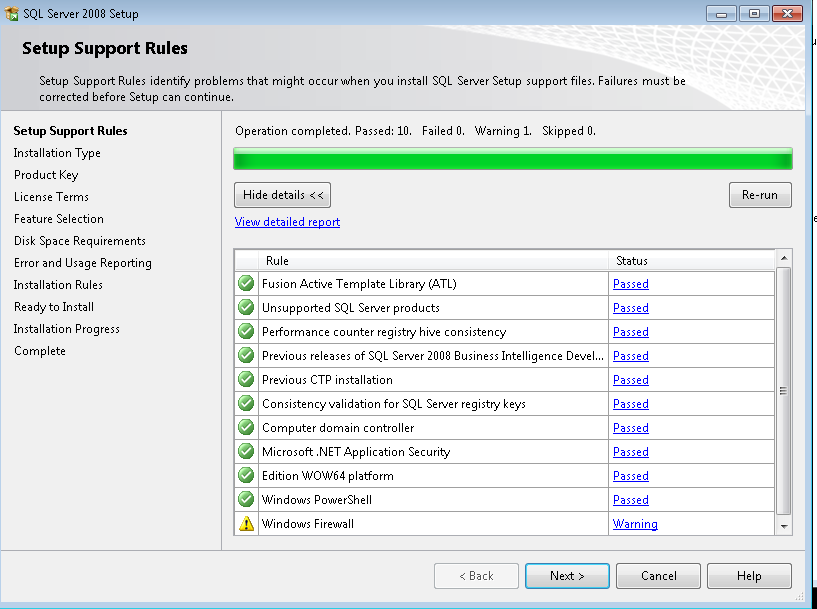 SQL Server 2008 Setup
Setup Support Rules
Setup Support Rules identify problems that might occur when you install SQL Server Setup support files. Failures must be
corrected before Setup can continue.
Setup Support Rules
Installation Type
Product Key
License Terms
Feature Selection
Disk Space Requirements
Error and Usage Reporting
Installation Rules
Ready to Install
Installation Progress
Complete
Operation completed. Passed: 10. Failed 0. Warning 1. Skipped 0.
Hide details <<
Re-run
View detailed report
Rule Status
Fusion Active Template Library (ATL) Passed
Unsupported SQL Server products Passed
Performance counter registry hive consistency Passed
Previous releases of SQL Server 2008 Business Intelligence Devel... Passed
Previous CTP installation Passed
Consistency validation for SQL Server registry keys Passed
Computer domain controller Passed
Microsoft .NET Application Security Passed
Edition WOW64 platform Passed
Windows PowerShell Passed
Windows Firewall Warning
< Back Next > Cancel Help